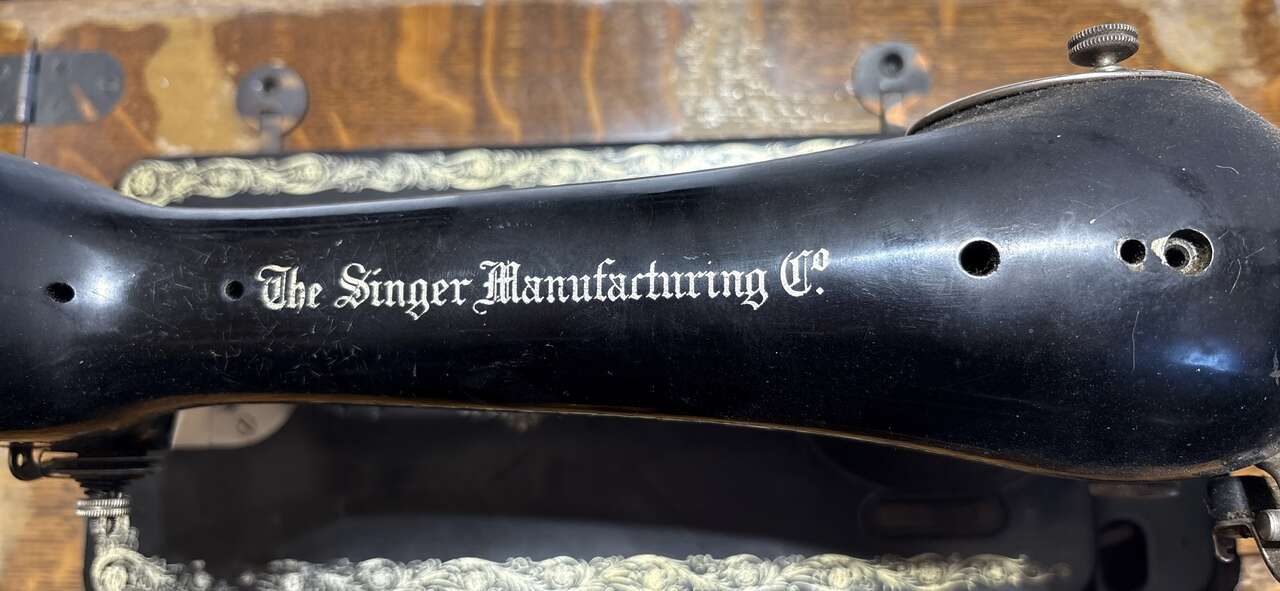 The Singer Manufacturing Co.